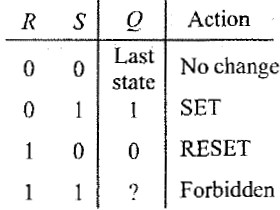 R S Q Action
0 0 Last state No change
0 1 1 SET
1 0 0 RESET
1 1 ? Forbidden